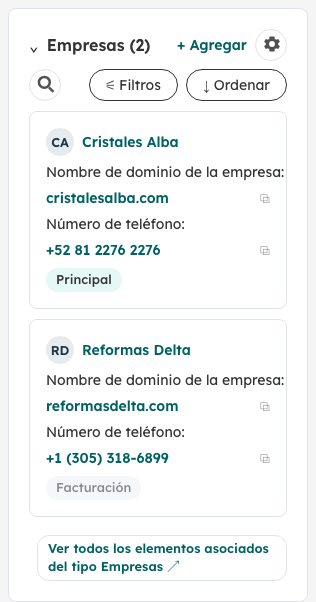 Empresas (2)
+ Agregar
Filtros
↓ Ordenar
CA
Cristales Alba
Nombre de dominio de la empresa:
cristalesalba.com
Número de teléfono:
+52 81 2276 2276
Principal
RD
Reformas Delta
Nombre de dominio de la empresa:
reformasdelta.com
Número de teléfono:
+1 (305) 318-6899
Facturación
Ver todos los elementos asociados
del tipo Empresas ↗